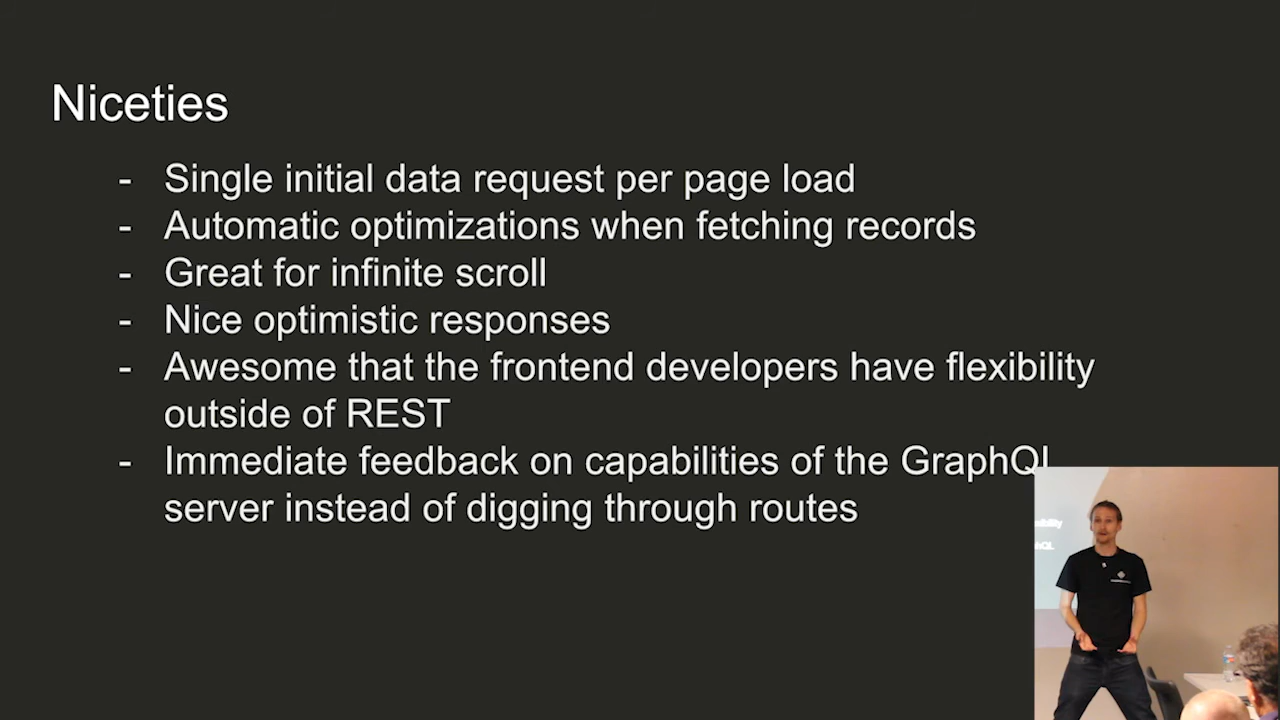 Niceties
- Single initial data request per page load
- Automatic optimizations when fetching records
- Great for infinite scroll
- Nice optimistic responses
- Awesome that the frontend developers have flexibility
outside of REST
- Immediate feedback on capabilities of the GraphQL
server instead of digging through routes